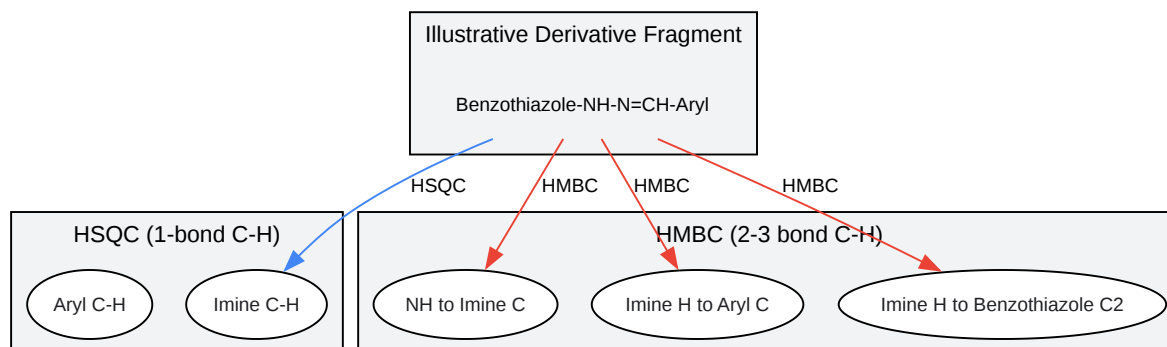 Illustrative Derivative Fragment
Benzothiazole-NH-N=CH-Aryl
HSQC
HMBC
HMBC
HMBC
HSQC (1-bond C-H)
HMBC (2-3 bond C-H)
Aryl C-H
Imine C-H
NH to Imine C
Imine H to Aryl C
Imine H to Benzothiazole C2